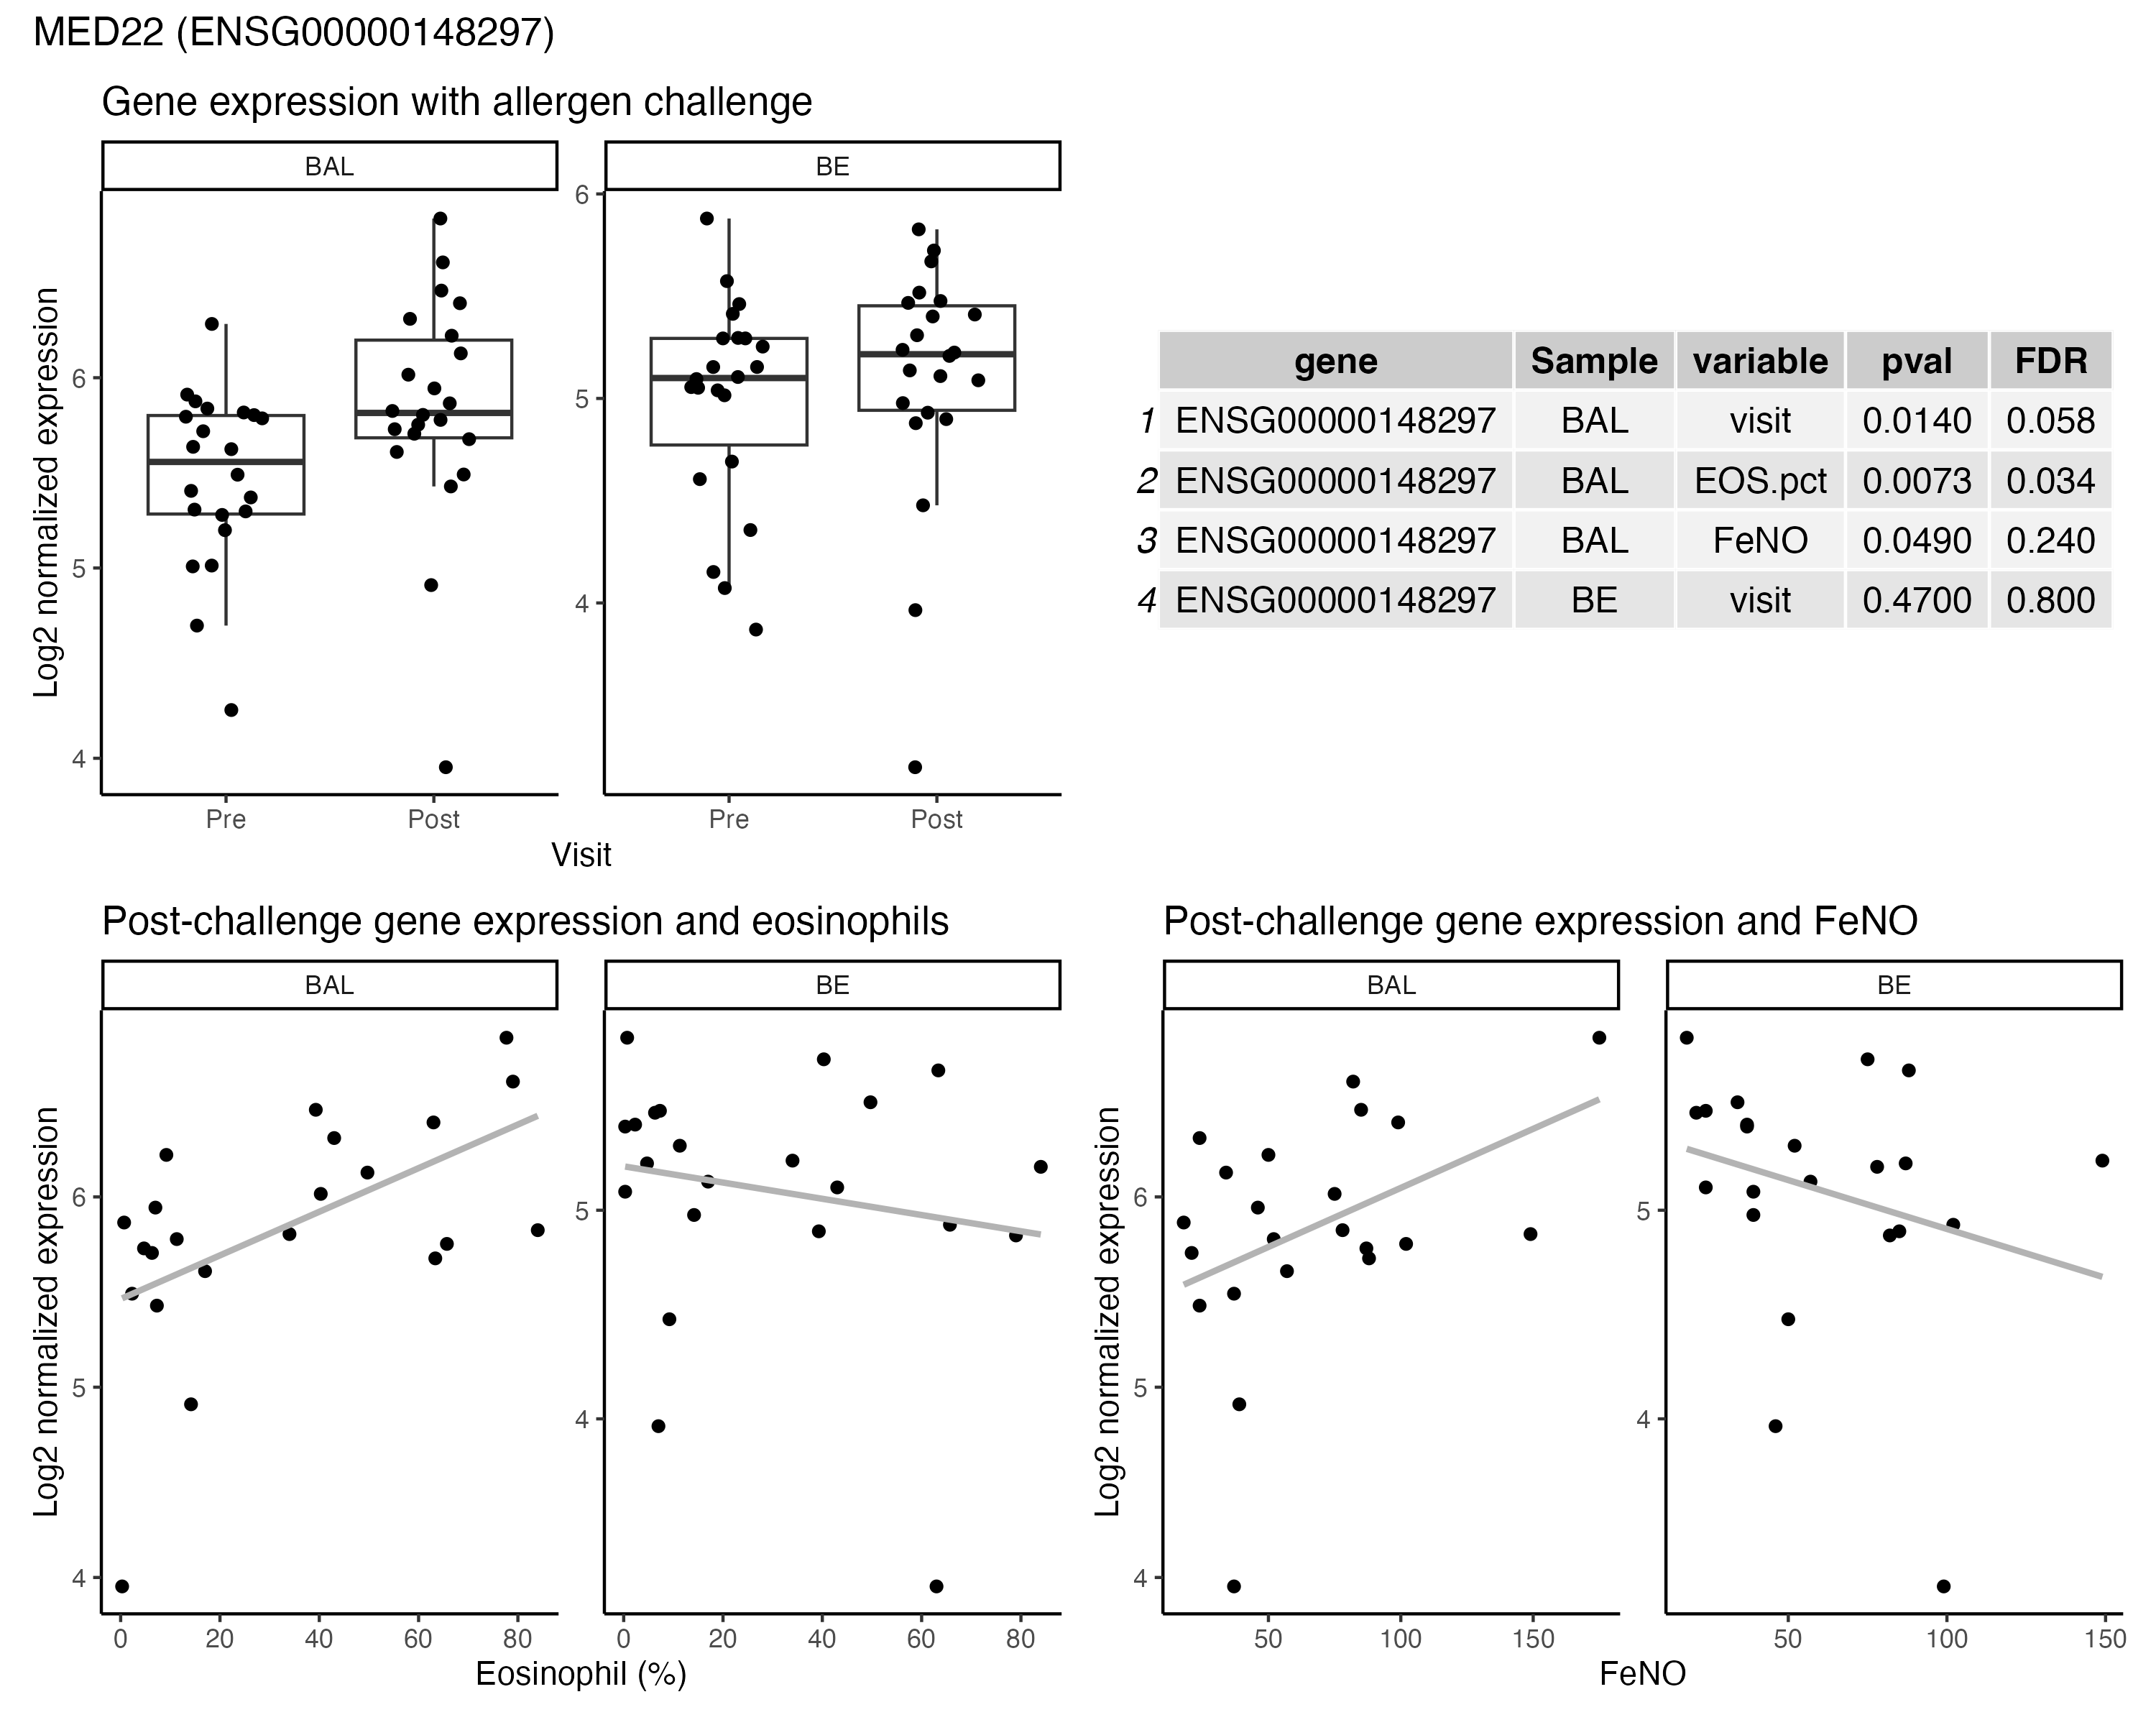 MED22 (ENSG00000148297)
Gene expression with allergen challenge
BAL
BE
Log2 normalized expression
6
5
4
6
5
4
Pre
Post
Pre
Post
Visit
gene Sample variable pval FDR
1 ENSG00000148297 BAL visit 0.0140 0.058
2 ENSG00000148297 BAL EOS.pct 0.0073 0.034
3 ENSG00000148297 BAL FeNO 0.0490 0.240
4 ENSG00000148297 BE visit 0.4700 0.800
Post-challenge gene expression and eosinophils
BAL
BE
Log2 normalized expression
6
5
4
5
4
0 20 40 60 80
0 20 40 60 80
Eosinophil (%)
Post-challenge gene expression and FeNO
BAL
BE
Log2 normalized expression
6
5
4
5
4
50 100 150
50 100 150
FeNO